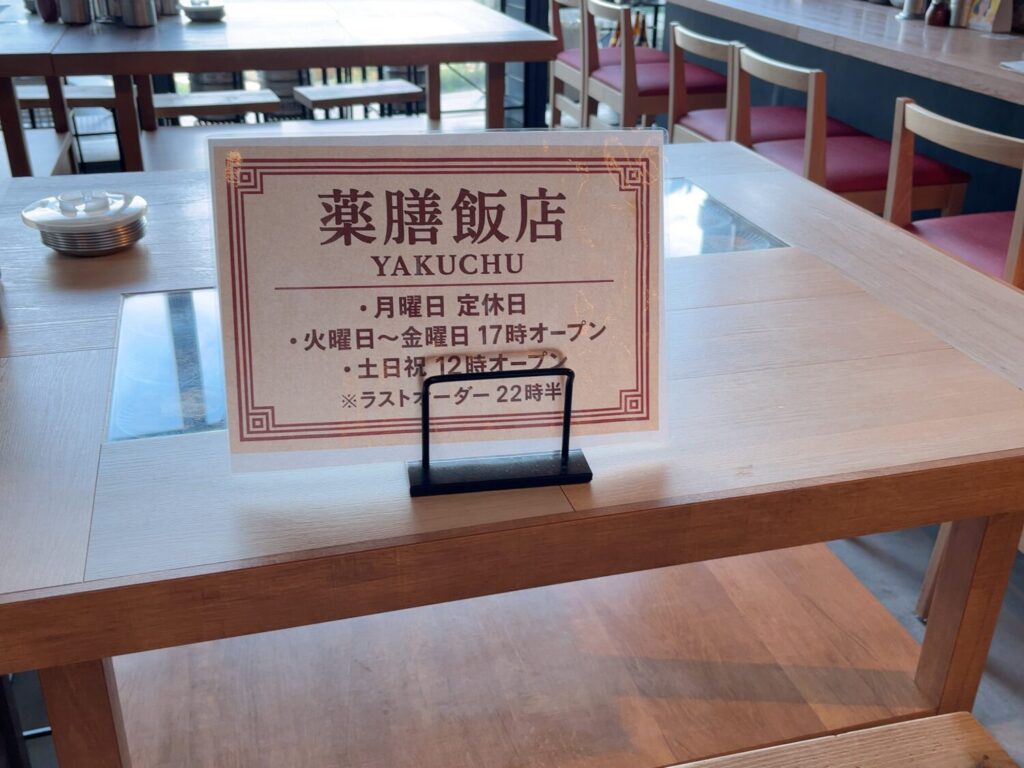 薬膳飯店
YAKUCHU
・月曜日 定休日
・火曜日～金曜日 17時オープン
・土日祝 12時オープン
※ラストオーダー 22時半